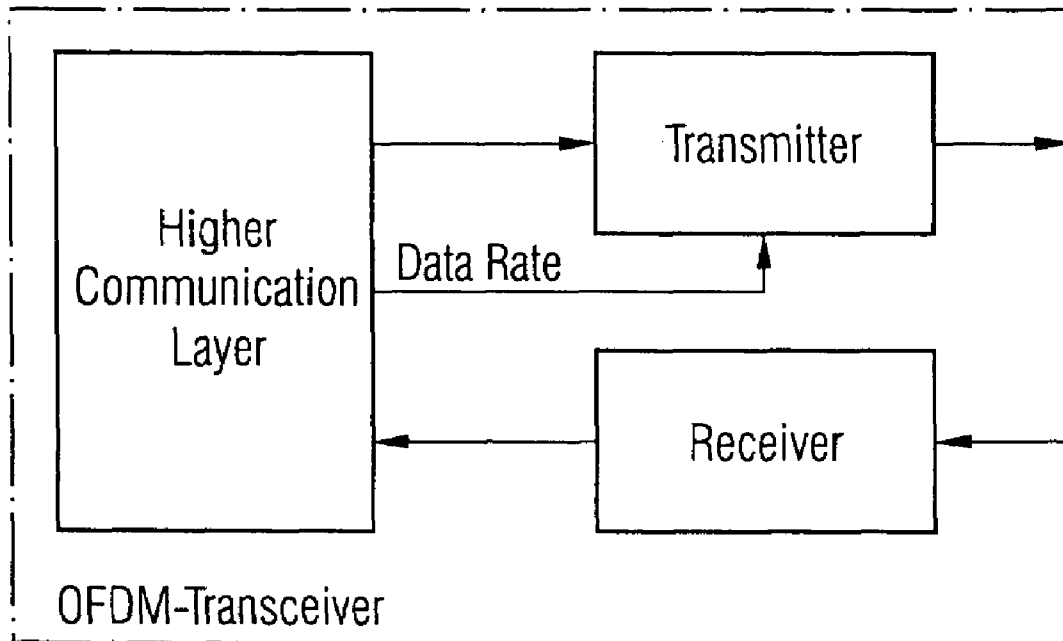 Transmitter
Higher
Communication
Layer
Data Rate
Receiver
OFDM-Transceiver